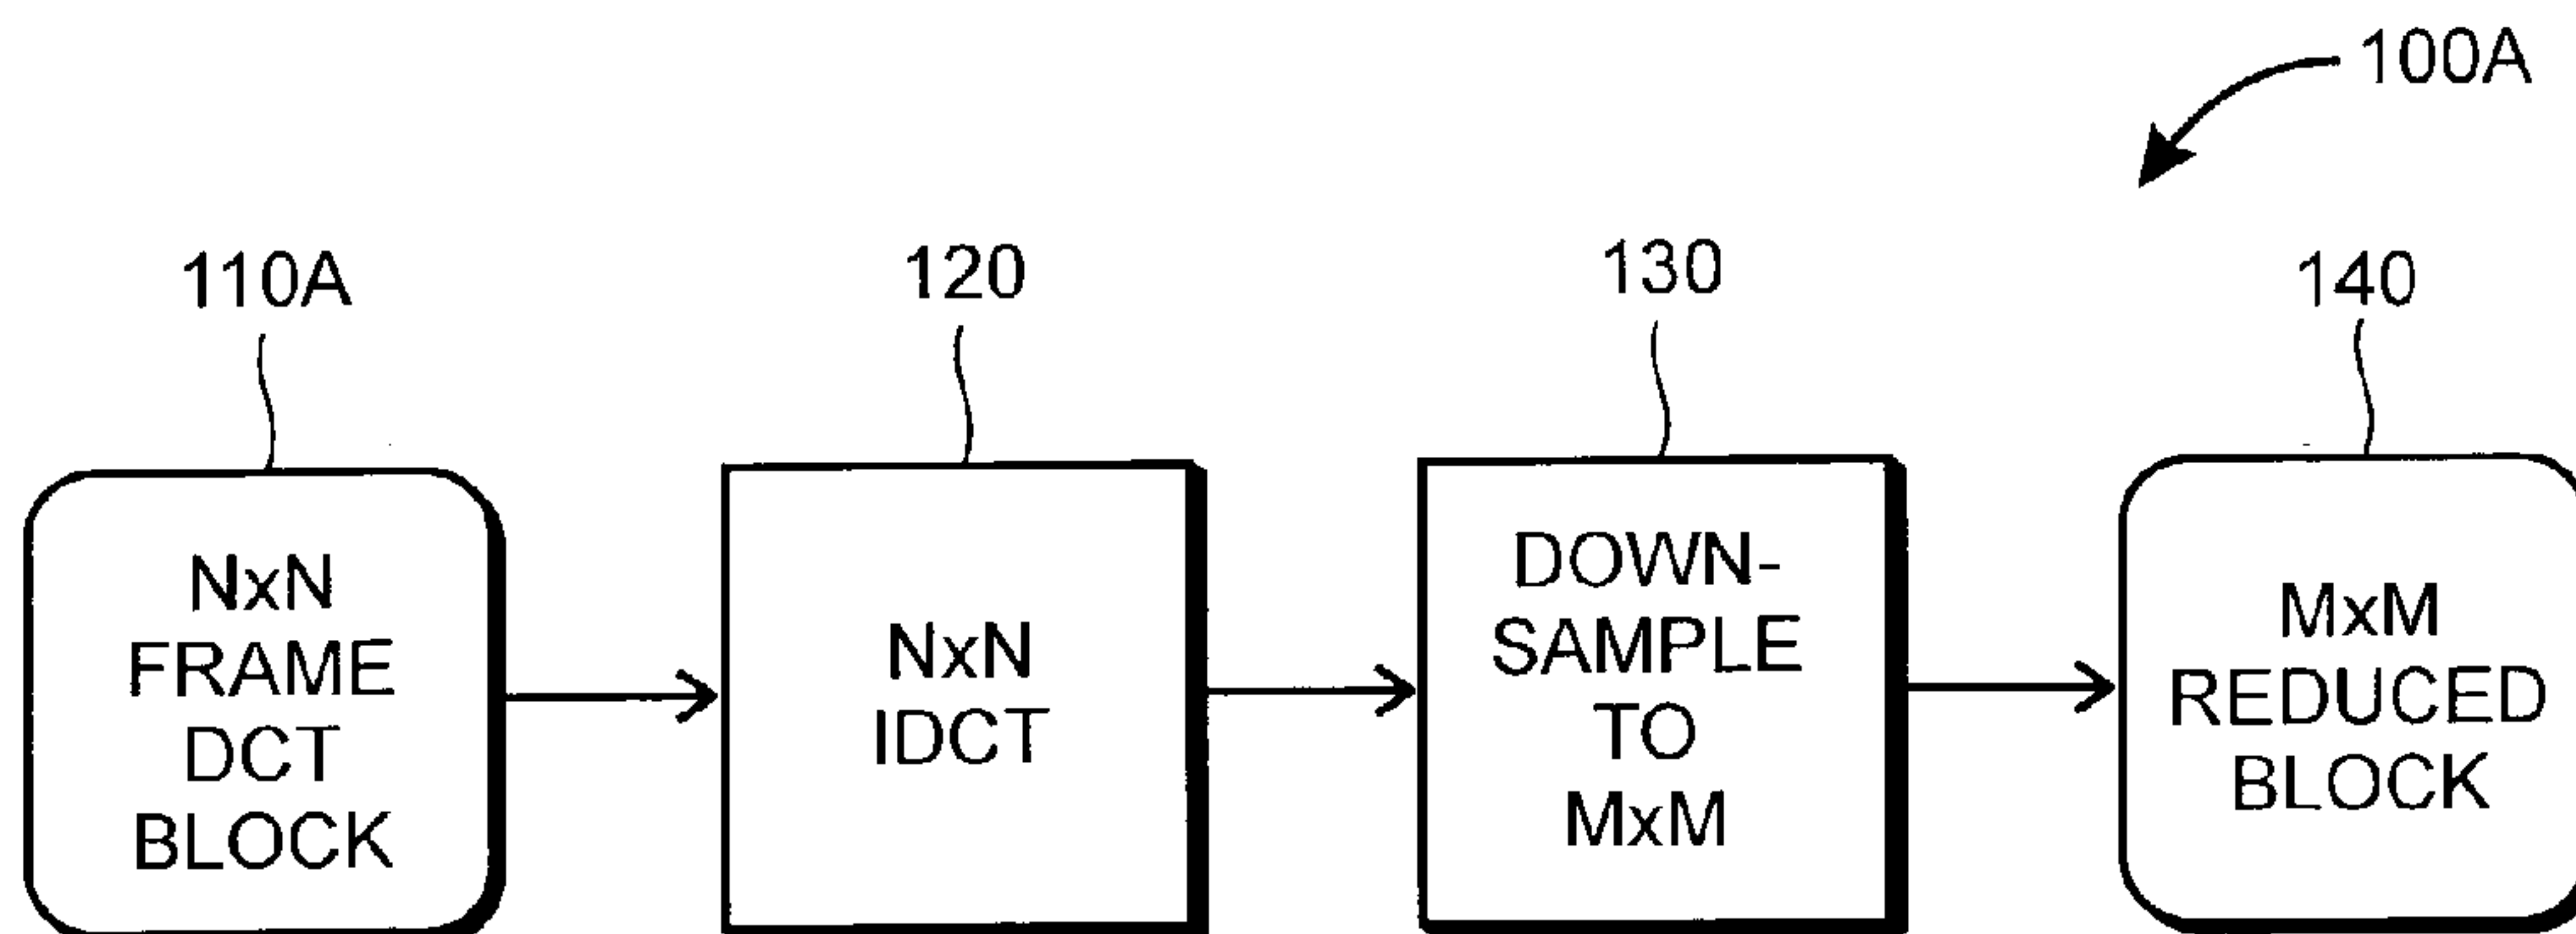 100A
110A
120
130
140
NxN
FRAME
DCT
BLOCK
NxN
IDCT
DOWN-
SAMPLE
TO
MxM
MxM
REDUCED
BLOCK